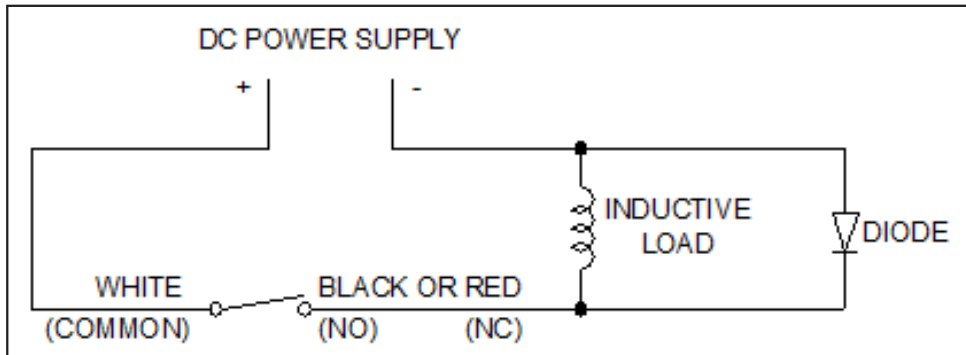 DC POWER SUPPLY
+ -
INDUCTIVE
LOAD
DIODE
WHITE BLACK OR RED
(COMMON) (NO) (NC)